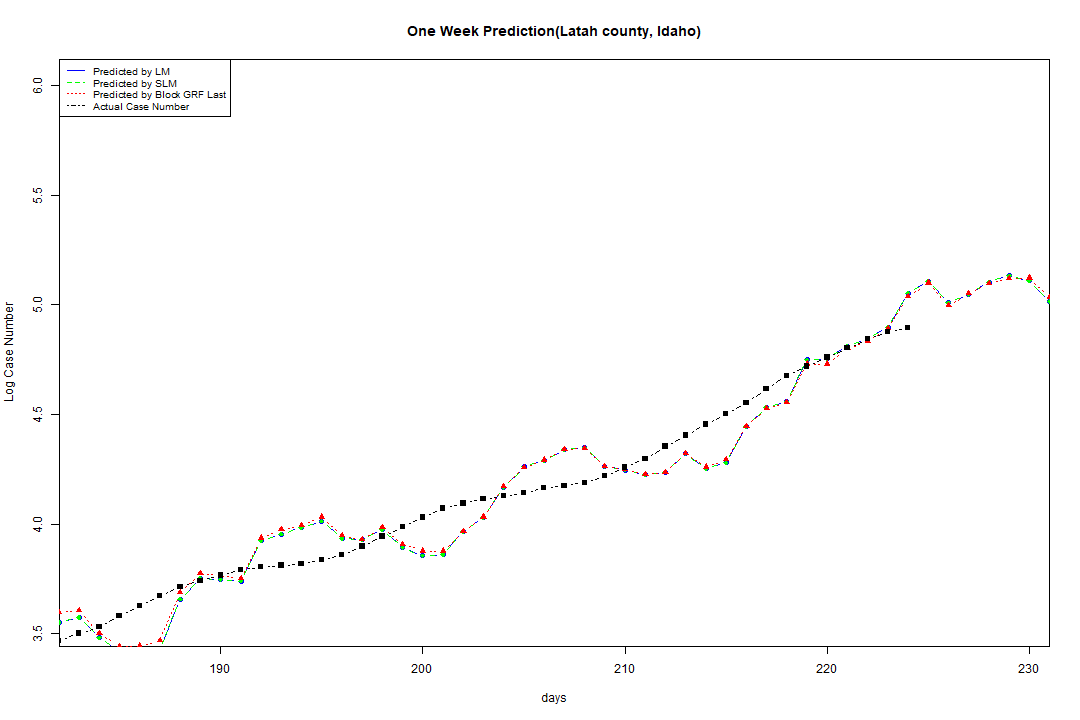 One Week Prediction(Latah county, Idaho)
Predicted by LM
Predicted by SLM
Predicted by Block GRF Last
Actual Case Number
6.0
5.5
5.0
4.5
4.0
3.5
Log Case Number
190 200 210 220 230
days